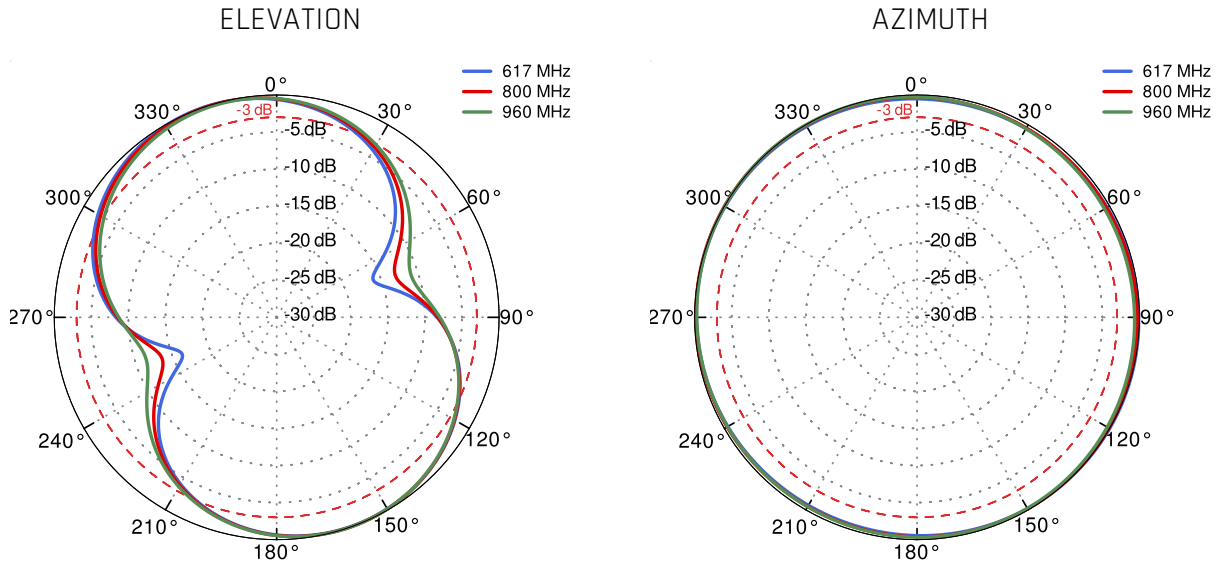 ELEVATION
617 MHz
800 MHz
960 MHz
0°
30°
60°
90°
120°
150°
180°
210°
240°
270°
300°
330°
-3 dB
-5 dB
-10 dB
-15 dB
-20 dB
-25 dB
-30 dB
AZIMUTH
617 MHz
800 MHz
960 MHz
0°
30°
60°
90°
120°
150°
180°
210°
240°
270°
300°
330°
-3 dB
-5 dB
-10 dB
-15 dB
-20 dB
-25 dB
-30 dB